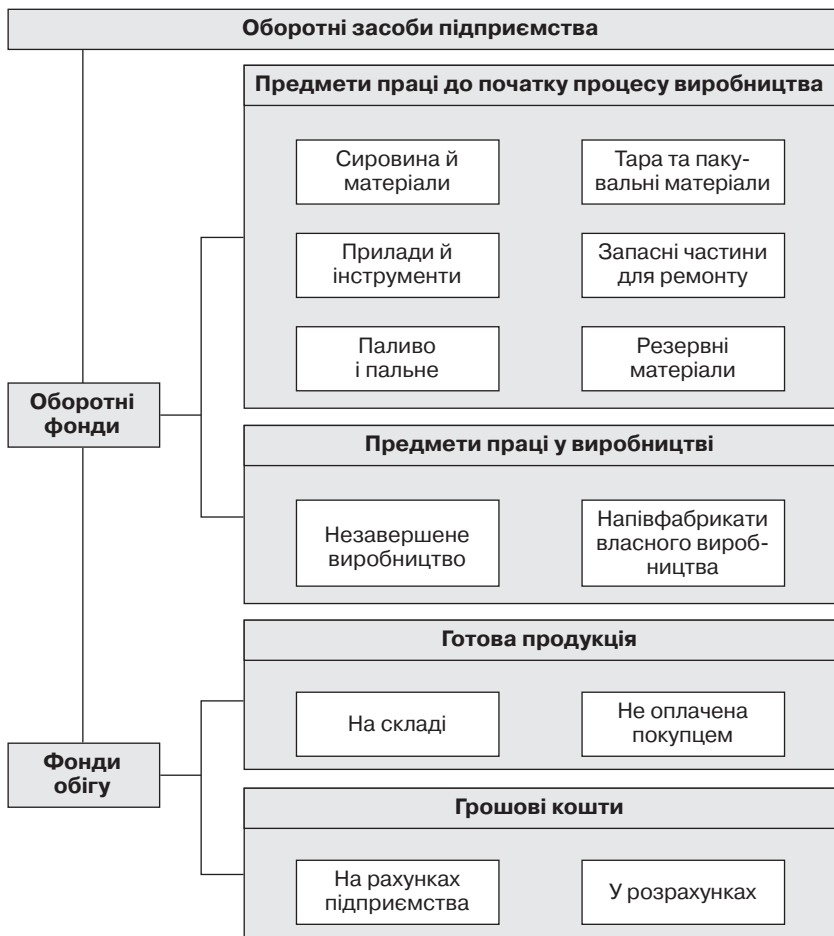 Оборотні засоби підприємства
Предмети праці до початку процесу виробництва
Сировина й
матеріали
Тара та паку-
вальні матеріали
Прилади й
інструменти
Запасні частини
для ремонту
Паливо
і пальне
Резервні
матеріали
Оборотні
фонди
Предмети праці у виробництві
Незавершене
виробництво
Напівфабрикати
власного вироб-
ництва
Готова продукція
На складі
Не оплачена
покупцем
Фонди
обігу
Грошові кошти
На рахунках
підприємства
У розрахунках